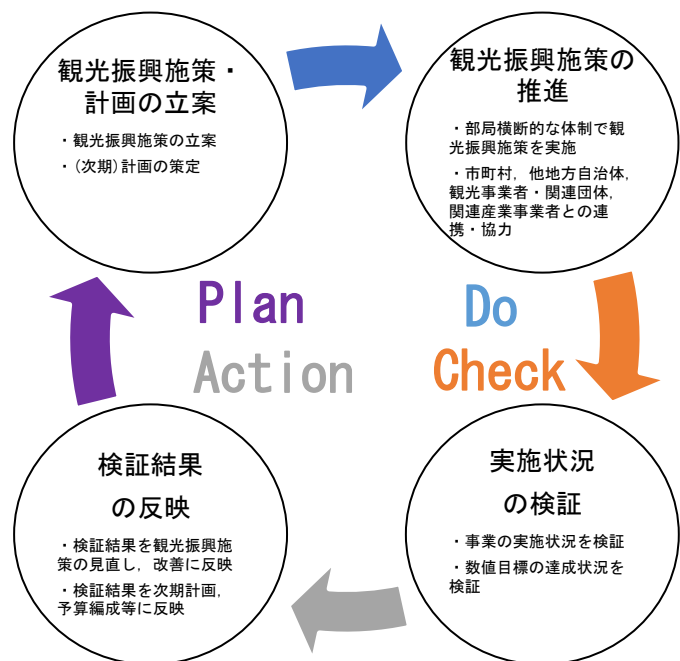 観光振興施策・
計画の立案
・観光振興施策の立案
・(次期)計画の策定
観光振興施策の
推進
・部局横断的な体制で観
光振興施策を実施
・市町村，他地方自治体，
観光事業者・関連団体，
関連産業事業者との連
携・協力
Plan
Do
Action
Check
検証結果
の反映
・検証結果を観光振興施
策の見直し，改善に反映
・検証結果を次期計画，
予算編成等に反映
実施状況
の検証
・事業の実施状況を検証
・数値目標の達成状況を
検証